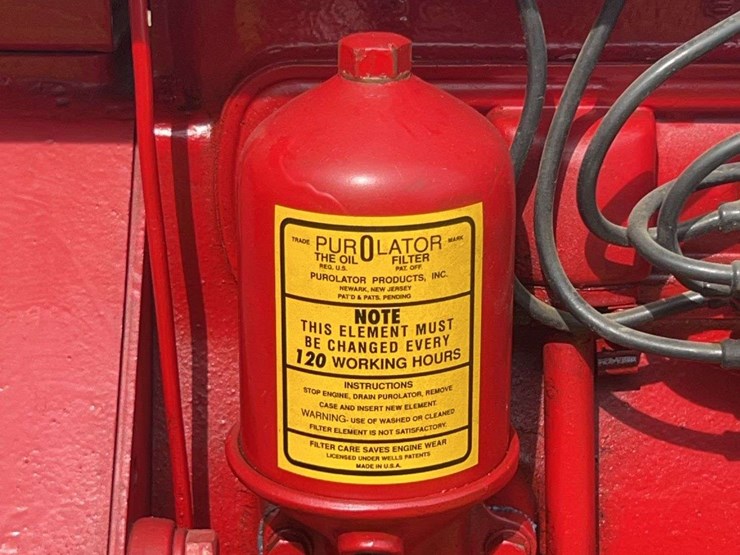 TRADE PUROLATOR MARK
THE OIL FILTER
REG. U.S. PAT. OFF.
PUROLATOR PRODUCTS, INC.
NEWARK, NEW JERSEY
PAT'D & PATS. PENDING
NOTE
THIS ELEMENT MUST
BE CHANGED EVERY
120 WORKING HOURS
INSTRUCTIONS
STOP ENGINE, DRAIN PUROLATOR, REMOVE
CASE AND INSERT NEW ELEMENT.
WARNING- USE OF WASHED OR CLEANED
FILTER ELEMENT IS NOT SATISFACTORY.
FILTER CARE SAVES ENGINE WEAR
LICENSED UNDER WELLS PATENTS
MADE IN U.S.A.